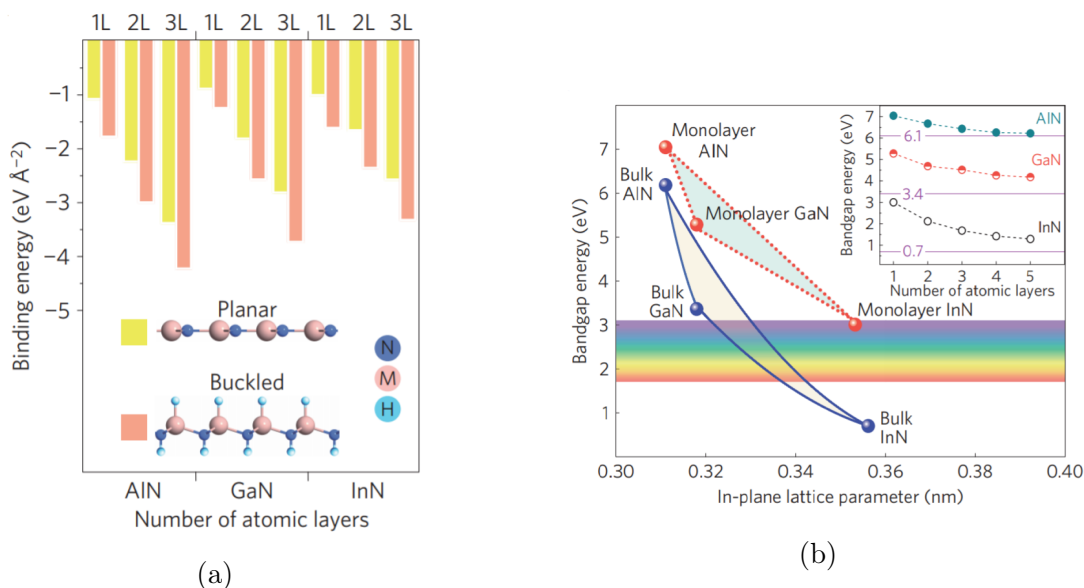 1L 2L 3L 1L 2L 3L 1L 2L 3L
−1
−2
−3
−4
−5
Binding energy (eV Å⁻²)
Planar
Buckled
N
M
H
AlN GaN InN
Number of atomic layers
(a)
7
6
5
4
3
2
1
Bandgap energy (eV)
Monolayer
AlN
Bulk
AlN
Monolayer GaN
Bulk
GaN
Monolayer InN
Bulk
InN
0.30 0.32 0.34 0.36 0.38 0.40
In-plane lattice parameter (nm)
7
6
5
4
3
2
1
Bandgap energy (eV)
AlN
6.1
GaN
3.4
InN
0.7
1 2 3 4 5
Number of atomic layers
(b)